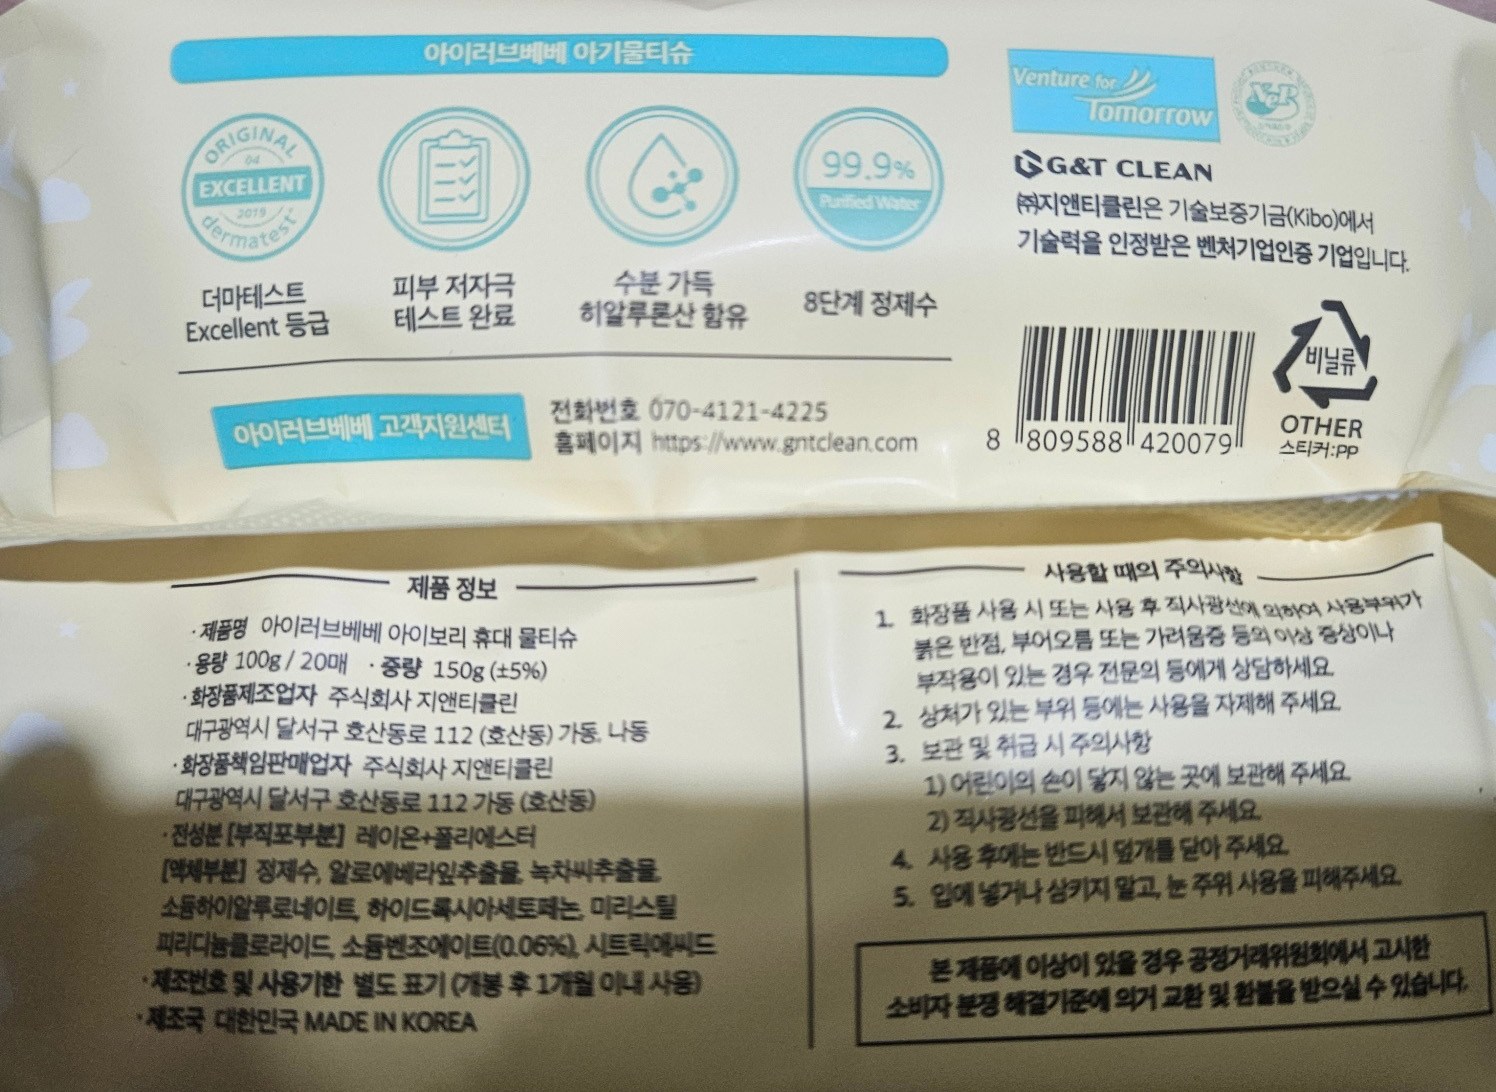 아이러브베베 아기물티슈
ORIGINAL
04
EXCELLENT
2019
dermatest
더마테스트
Excellent 등급
피부 저자극
테스트 완료
수분 가득
히알루론산 함유
99.9%
Purified Water
8단계 정제수
아이러브베베 고객지원센터
전화번호 070-4121-4225
홈페이지 https://www.gntclean.com
Venture for
Tomorrow
G&T CLEAN
㈜지앤티클린은 기술보증기금(Kibo)에서
기술력을 인정받은 벤처기업인증 기업입니다.
8 809588 420079
비닐류
OTHER
스티커:PP
제품 정보
·제품명 아이러브베베 아이보리 휴대 물티슈
·용량 100g / 20매 ·중량 150g (±5%)
·화장품제조업자 주식회사 지앤티클린
대구광역시 달서구 호산동로 112 (호산동) 가동, 나동
·화장품책임판매업자 주식회사 지앤티클린
대구광역시 달서구 호산동로 112 가동 (호산동)
·전성분 [부직포부분] 레이온+폴리에스터
[액체부분] 정제수, 알로에베라잎추출물, 녹차씨추출물,
소듐하이알루로네이트, 하이드록시아세토페논, 미리스틸
피리디늄클로라이드, 소듐벤조에이트(0.06%), 시트릭애씨드
·제조번호 및 사용기한 별도 표기 (개봉 후 1개월 이내 사용)
·제조국 대한민국 MADE IN KOREA
사용할 때의 주의사항
1. 화장품 사용 시 또는 사용 후 직사광선에 의하여 사용부위가
붉은 반점, 부어오름 또는 가려움증 등의 이상 증상이나
부작용이 있는 경우 전문의 등에게 상담하세요.
2. 상처가 있는 부위 등에는 사용을 자제해 주세요.
3. 보관 및 취급 시 주의사항
1) 어린이의 손이 닿지 않는 곳에 보관해 주세요.
2) 직사광선을 피해서 보관해 주세요.
4. 사용 후에는 반드시 덮개를 닫아 주세요.
5. 입에 넣거나 삼키지 말고, 눈 주위 사용을 피해주세요.
본 제품에 이상이 있을 경우 공정거래위원회에서 고시한
소비자 분쟁 해결기준에 의거 교환 및 환불을 받으실 수 있습니다.